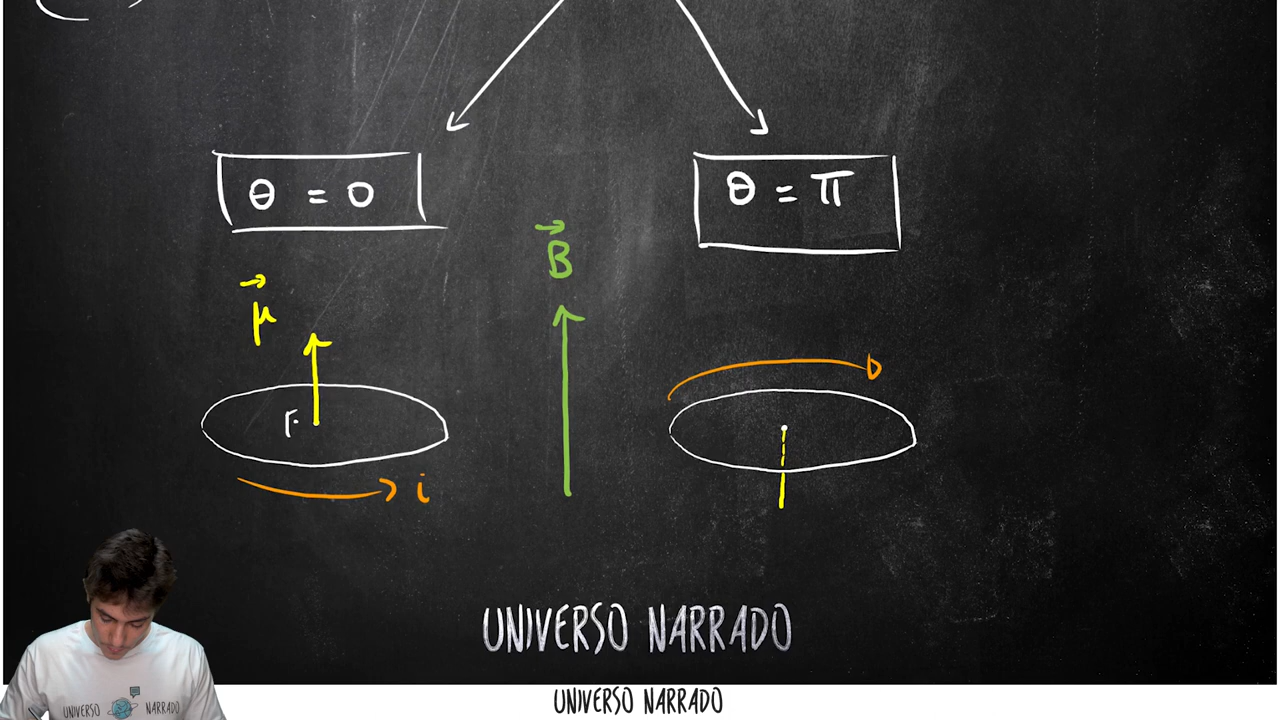 θ = 0
θ = π
B
μ
i
UNIVERSO NARRADO
UNIVERSO NARRADO
UNIVERSO NARRADO